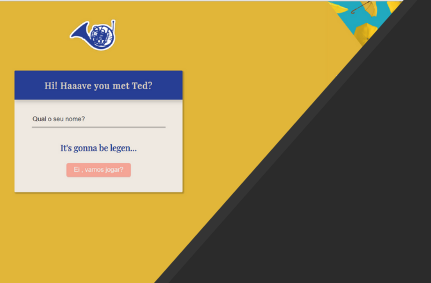 Hi! Haaave you met Ted?
Qual o seu nome?
It's gonna be legen...
Ei , vamos jogar?